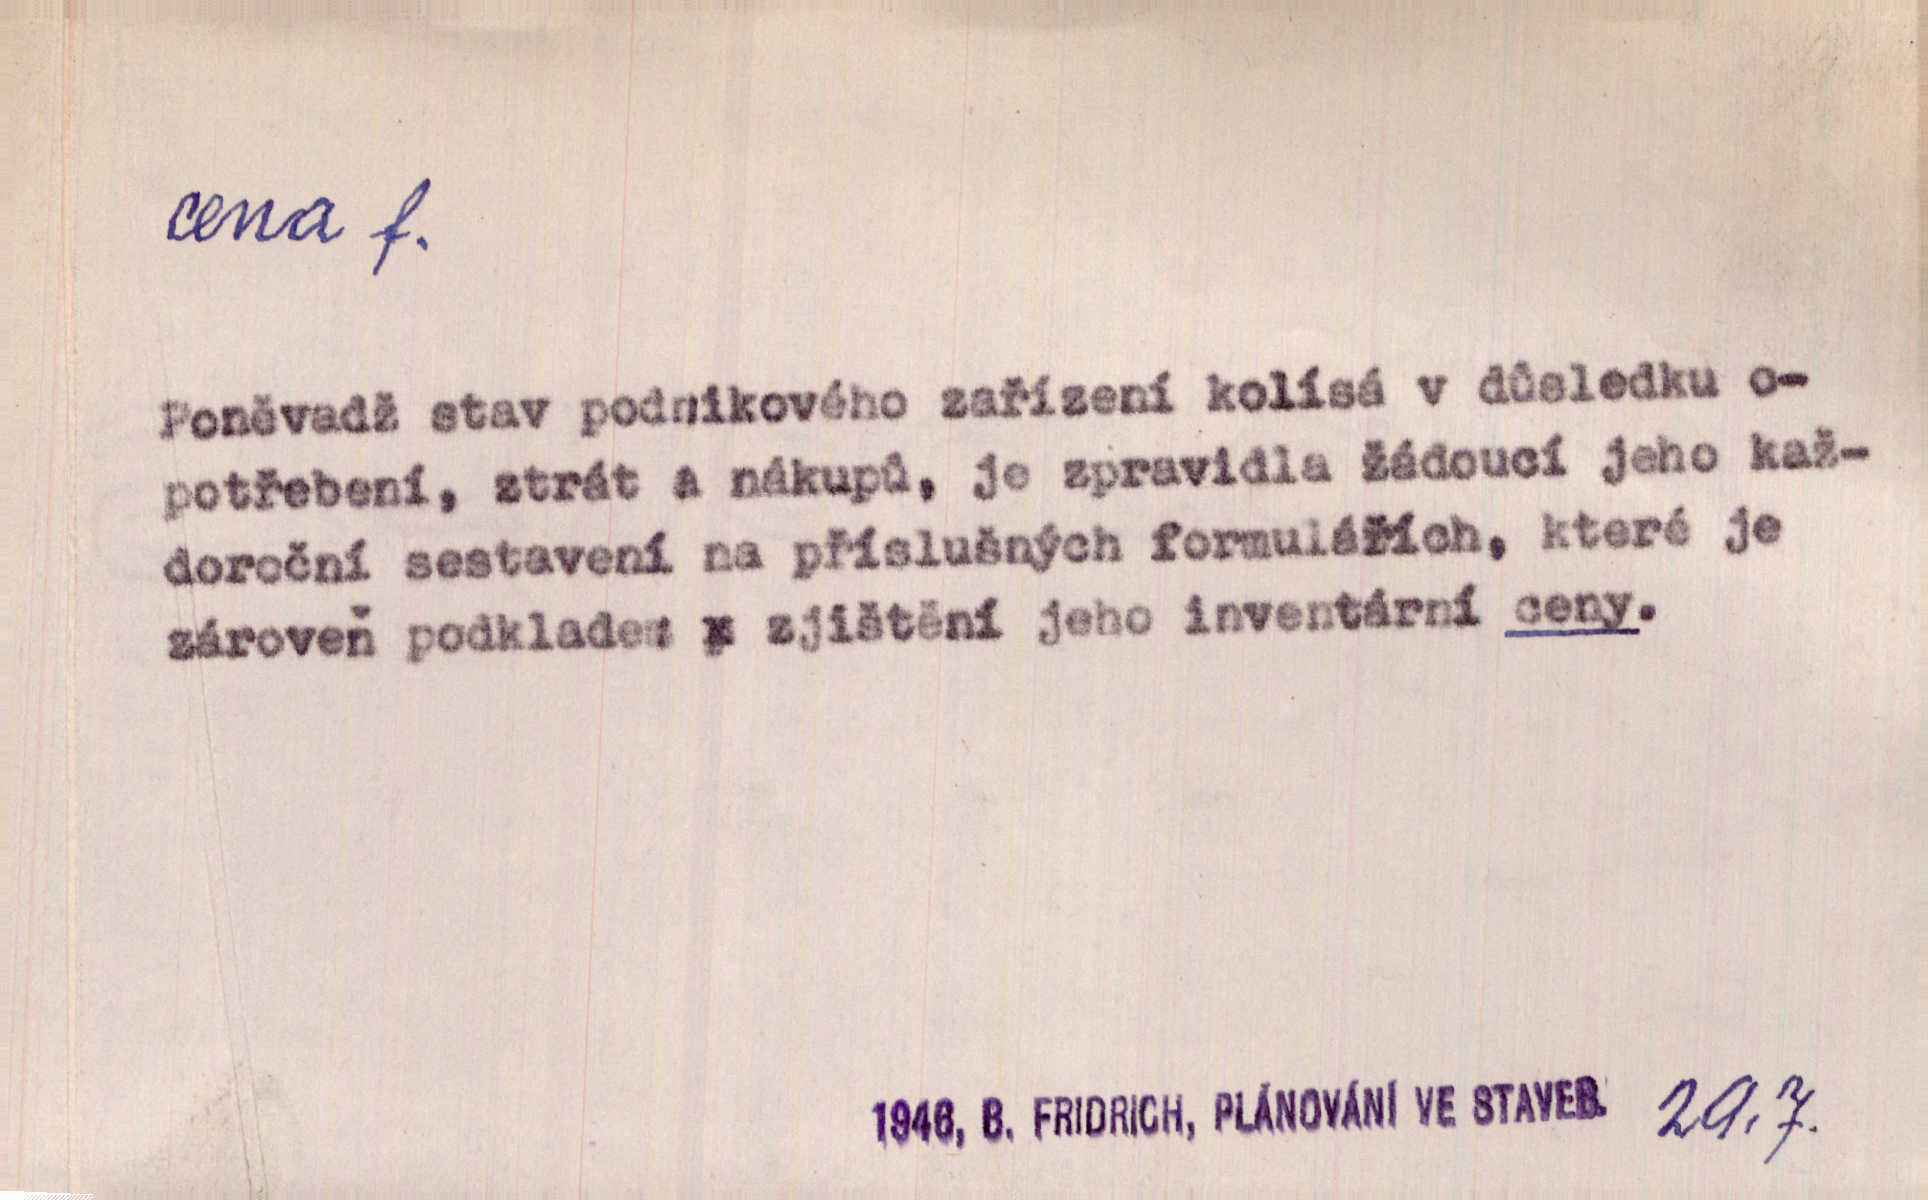 cena f.
Poněvadž stav podnikového zařízení kolísá v důsledku o-
potřebení, ztrát a nákupů, je zpravidla žádoucí jeho kaž-
doroční sestavení na příslušných formulářích, které je
zároveň podkladem k zjištění jeho inventární ceny.
1946, B. FRIDRICH, PLÁNOVÁNÍ VE STAVEB. 29.7.